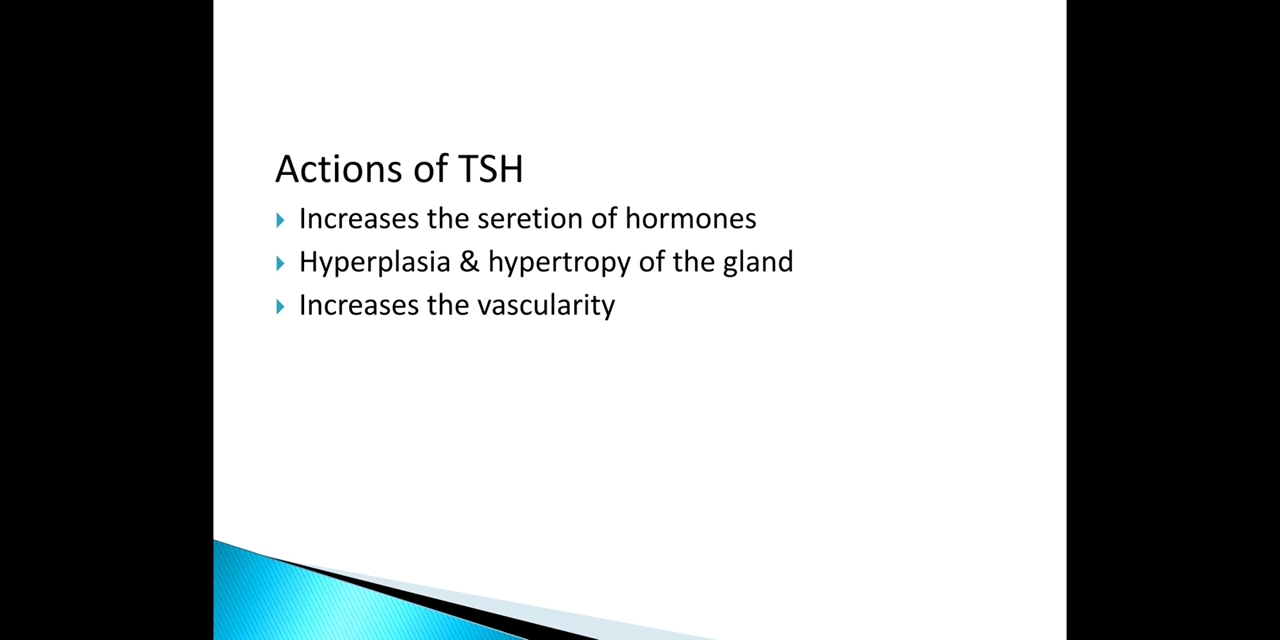 Actions of TSH
Increases the seretion of hormones
Hyperplasia & hypertropy of the gland
Increases the vascularity